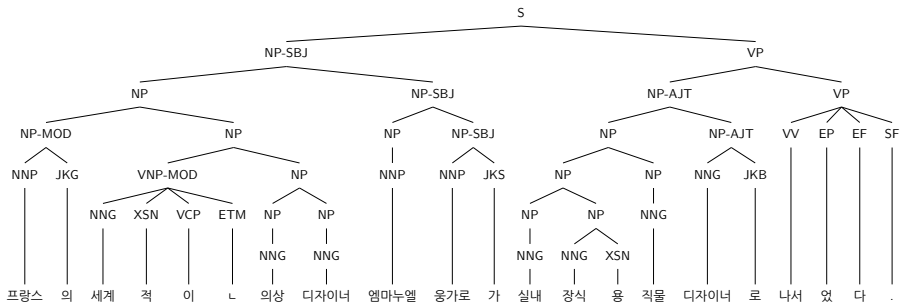 S
NP-SBJ VP
NP NP-SBJ NP-AJT VP
NP-MOD NP NP NP-SBJ NP NP-AJT VV EP EF SF
NNP JKG VNP-MOD NP NNP NNP JKS NP NP NNG JKB
NNG XSN VCP ETM NP NP NP NP NNG
NNG NNG NNG NNG XSN
프랑스 의 세계 적 이 ㄴ 의상 디자이너 엠마누엘 웅가로 가 실내 장식 용 직물 디자이너 로 나서 었 다 .